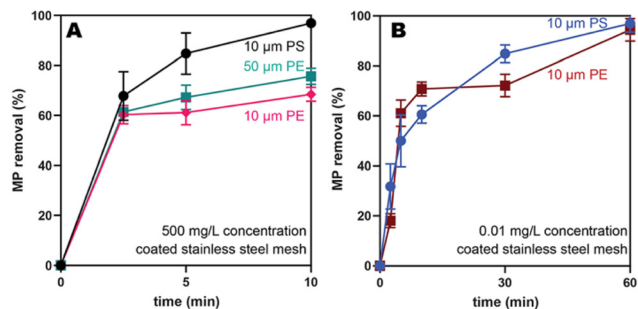 A
MP removal (%)
100
80
60
40
20
0
10 µm PS
50 µm PE
10 µm PE
500 mg/L concentration
coated stainless steel mesh
0
5
10
time (min)
B
MP removal (%)
100
80
60
40
20
0
10 µm PS
10 µm PE
0.01 mg/L concentration
coated stainless steel mesh
0
30
60
time (min)